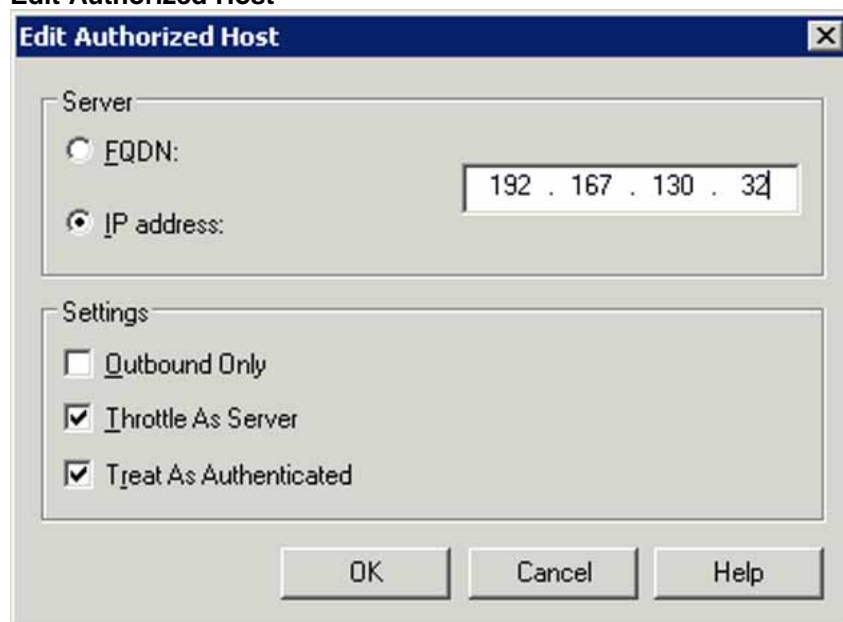 Edit Authorized Host
Edit Authorized Host
Server
FQDN:
192 . 167 . 130 . 32
IP address:
Settings
Outbound Only
Throttle As Server
Treat As Authenticated
OK Cancel Help